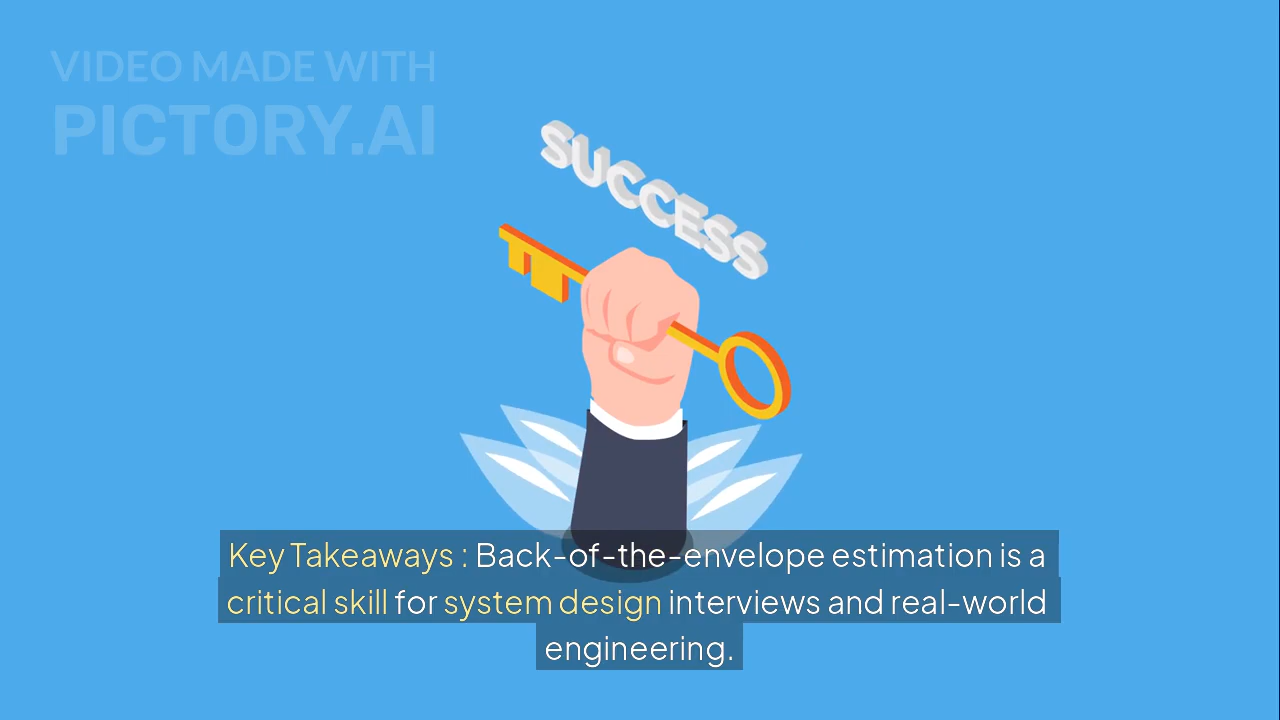 VIDEO MADE WITH
PICTORY.AI
SUCCESS
Key Takeaways : Back-of-the-envelope estimation is a
critical skill for system design interviews and real-world
engineering.